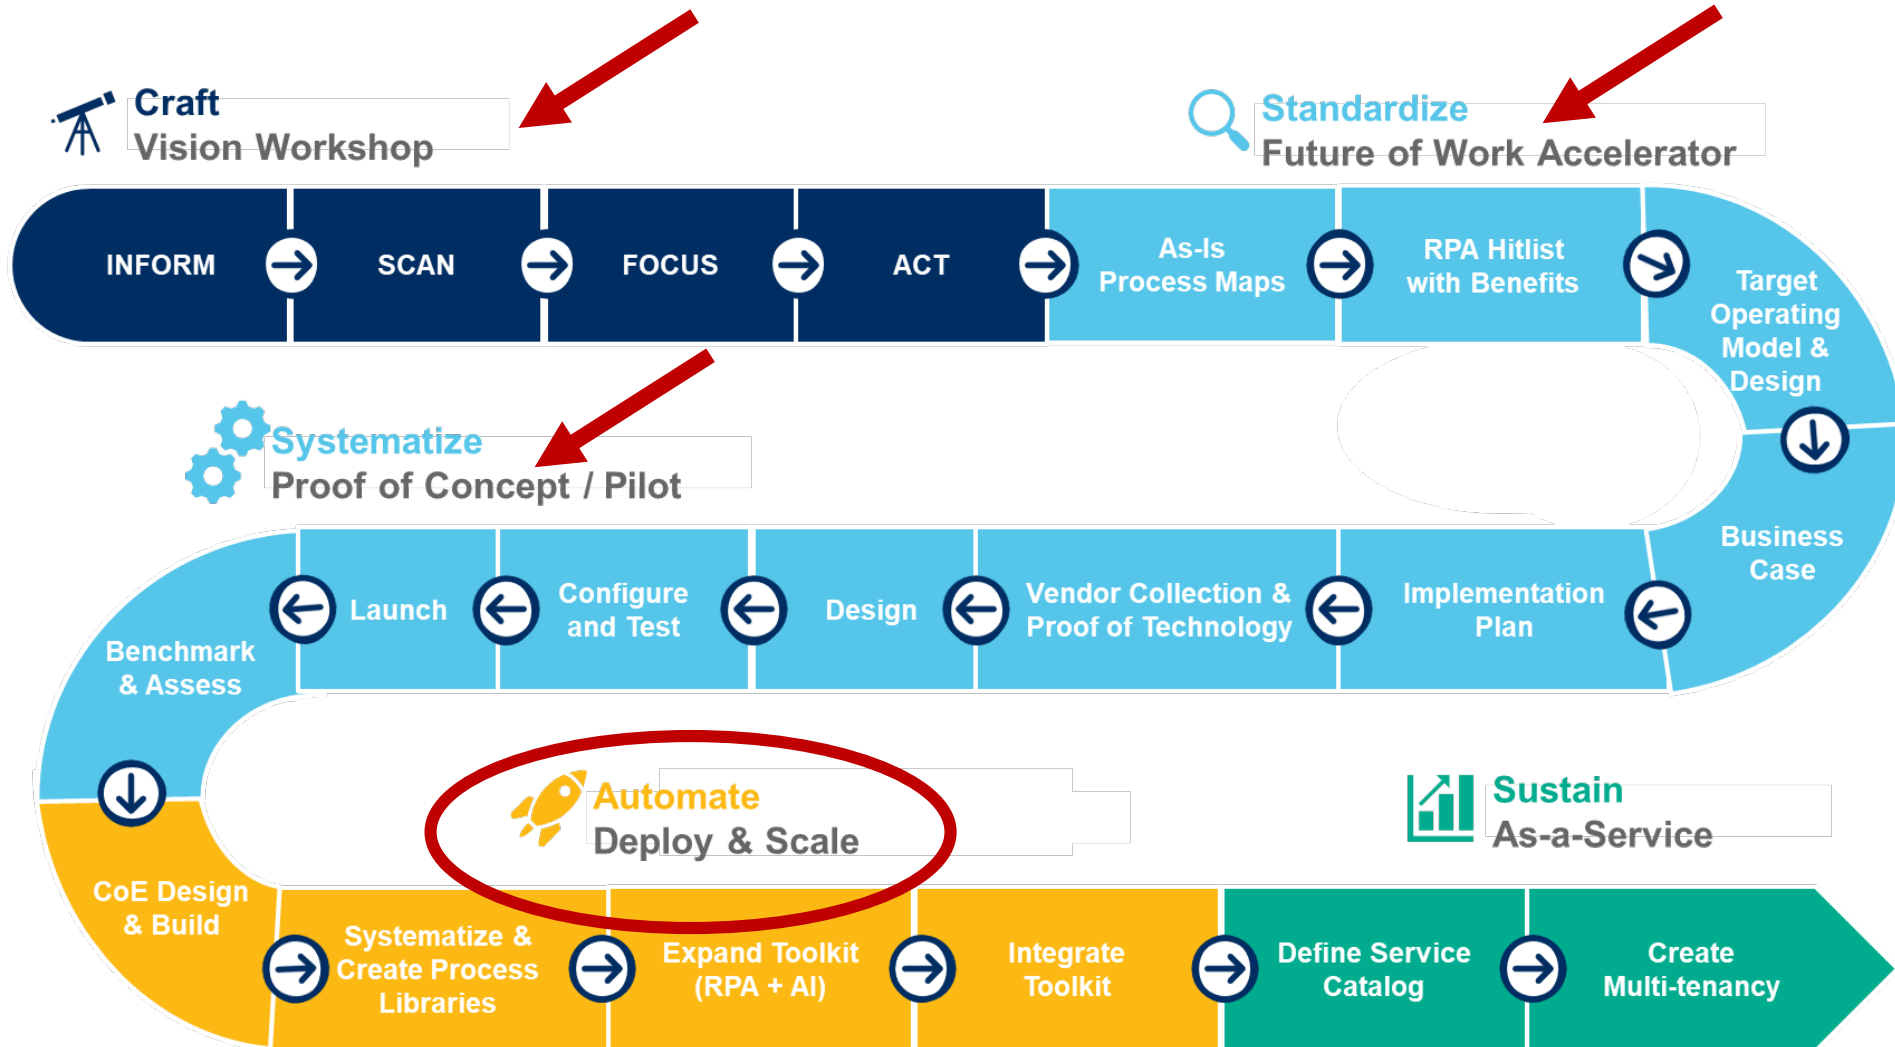 Craft
Vision Workshop
Standardize
Future of Work Accelerator
INFORM
SCAN
FOCUS
ACT
As-Is
Process Maps
RPA Hitlist
with Benefits
Target
Operating
Model &
Design
Systematize
Proof of Concept / Pilot
Business
Case
Implementation
Plan
Vendor Collection &
Proof of Technology
Design
Configure
and Test
Launch
Benchmark
& Assess
Automate
Deploy & Scale
Sustain
As-a-Service
CoE Design
& Build
Systematize &
Create Process
Libraries
Expand Toolkit
(RPA + AI)
Integrate
Toolkit
Define Service
Catalog
Create
Multi-tenancy